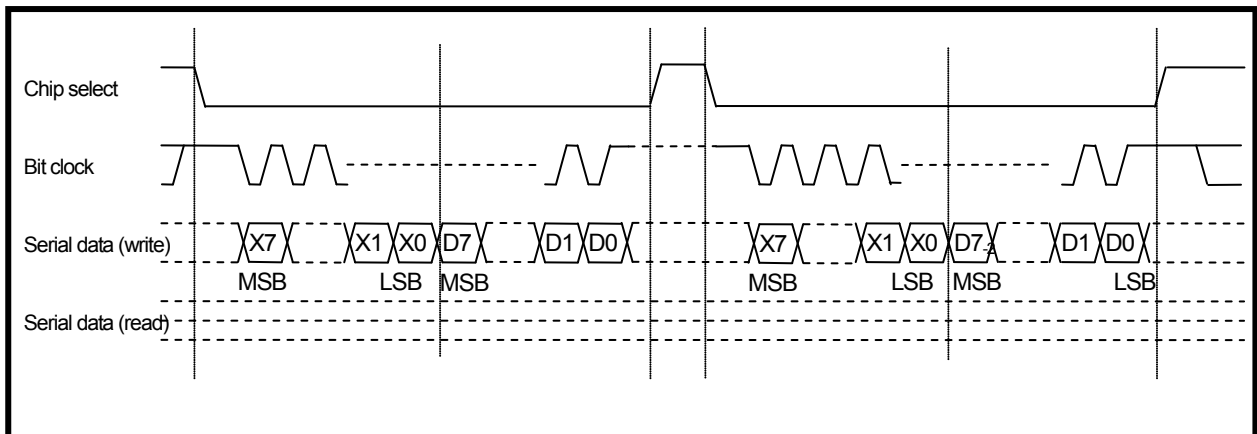 Chip select
Bit clock
Serial data (write) X7 X1 X0 D7 D1 D0 X7 X1 X0 D7-2 D1 D0
MSB LSB MSB MSB LSB MSB LSB
Serial data (read)